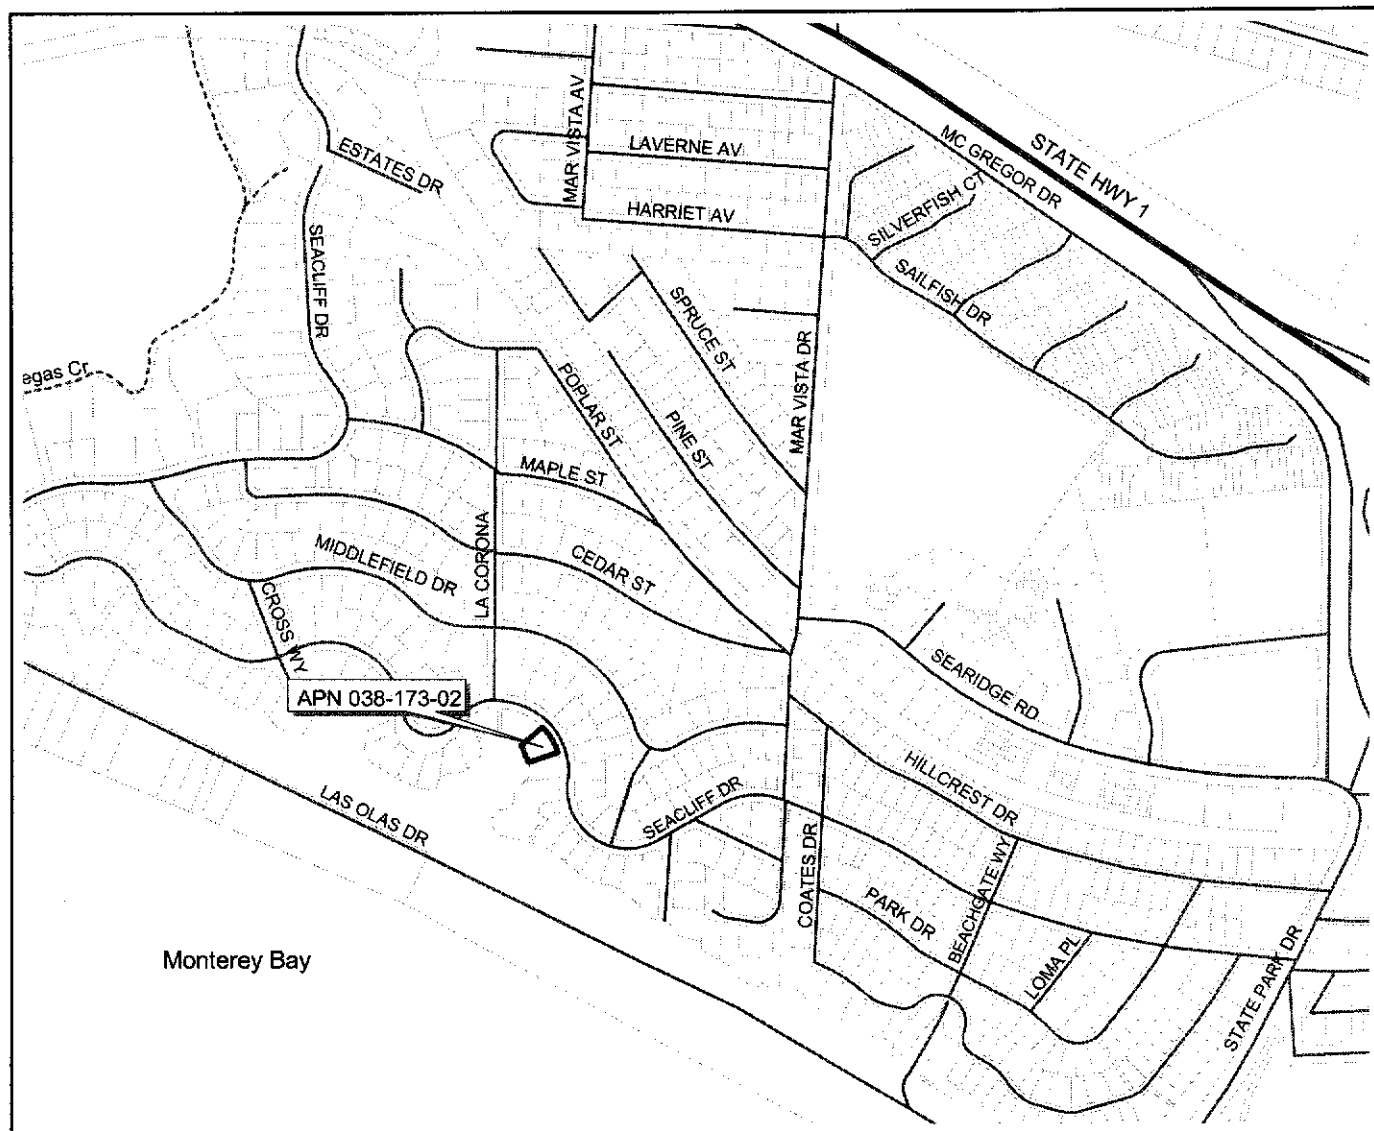 STATE HWY 1
MC GREGOR DR
MAR VISTA AV
LAVERNE AV
ESTATES DR
SILVERFISH CT
HARRIET AV
SEACLIFF DR
SAILFISH DR
SPRUCE ST
MAR VISTA DR
egas Cr
POPLAR ST
PINE ST
MAPLE ST
LA CORONA
MIDDLEFIELD DR
CEDAR ST
CROSS WY
SEARIDGE RD
APN 038-173-02
HILLCREST DR
LAS OLAS DR
SEACLIFF DR
COATES DR
BEACHGATE WY
PARK DR
LOMA PL
STATE PARK DR
Monterey Bay